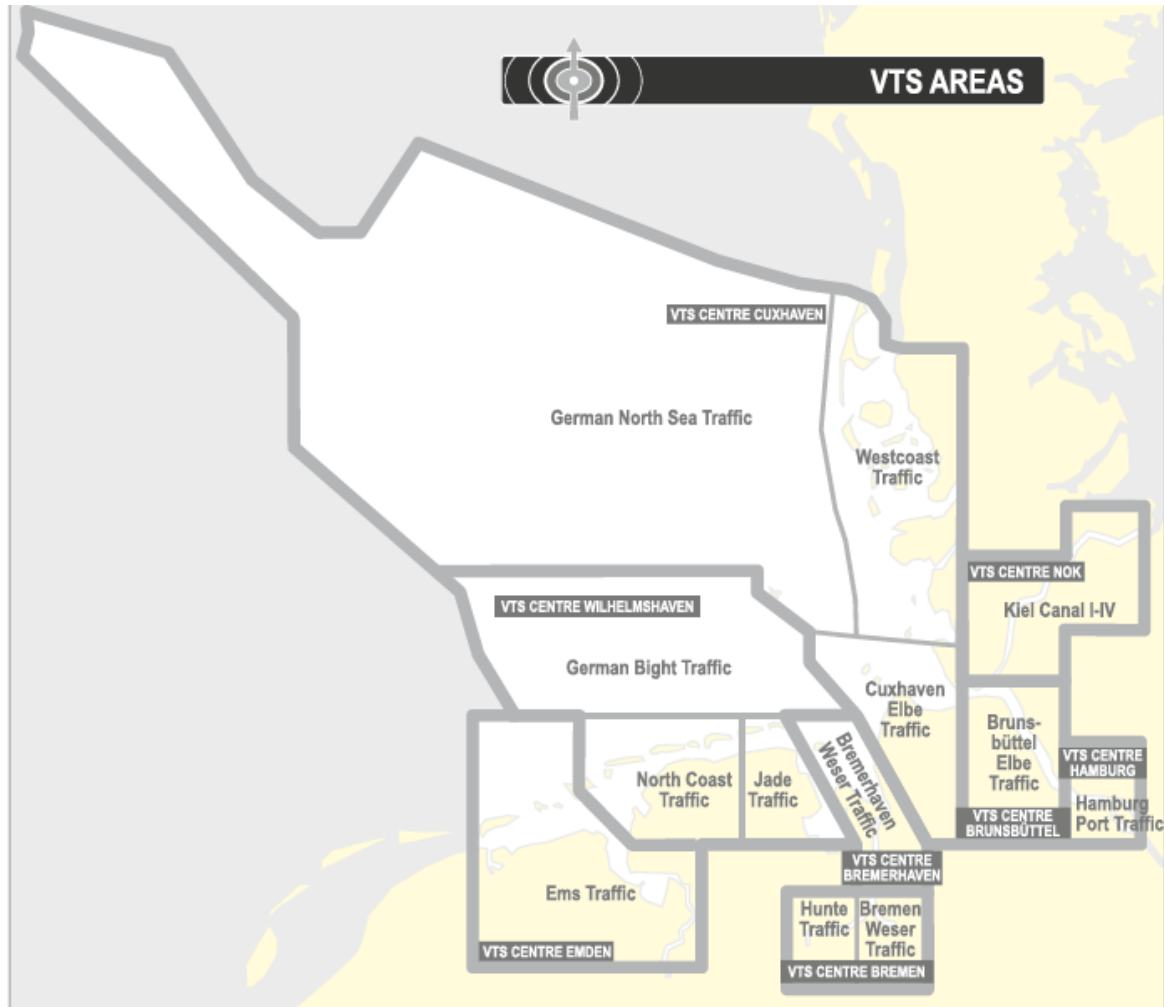 VTS AREAS
VTS CENTRE CUXHAVEN
German North Sea Traffic
Westcoast
Traffic
VTS CENTRE NOK
Kiel Canal I-IV
VTS CENTRE WILHELMSHAVEN
German Bight Traffic
Cuxhaven
Elbe
Traffic
Bruns-
büttel
Elbe
Traffic
VTS CENTRE
HAMBURG
Hamburg
Port Traffic
VTS CENTRE
BRUNSBÜTTEL
North Coast
Traffic
Jade
Traffic
Bremerhaven
Weser Traffic
VTS CENTRE
BREMERHAVEN
Ems Traffic
VTS CENTRE EMDEN
Hunte
Traffic
Bremen
Weser
Traffic
VTS CENTRE BREMEN